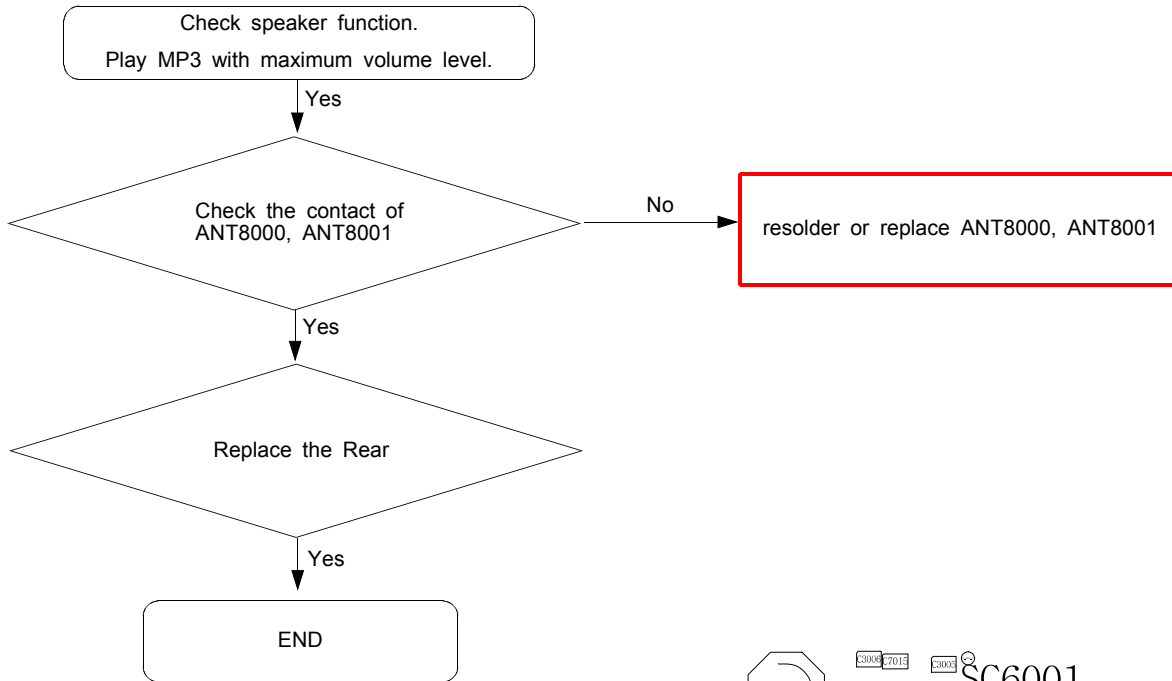 Check speaker function.
Play MP3 with maximum volume level.
Yes
Check the contact of
ANT8000, ANT8001
No
resolder or replace ANT8000, ANT8001
Yes
Replace the Rear
Yes
END
C3006
C7015
C3005
SC6001